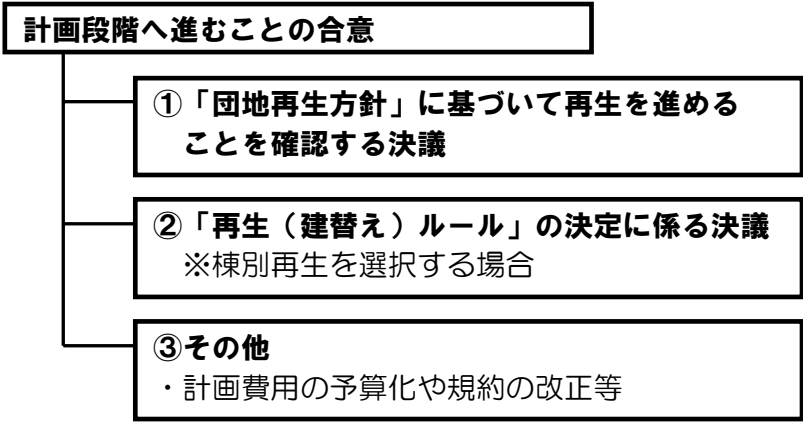 計画段階へ進むことの合意
①「団地再生方針」に基づいて再生を進める
ことを確認する決議
②「再生（建替え）ルール」の決定に係る決議
※棟別再生を選択する場合
③その他
・計画費用の予算化や規約の改正等